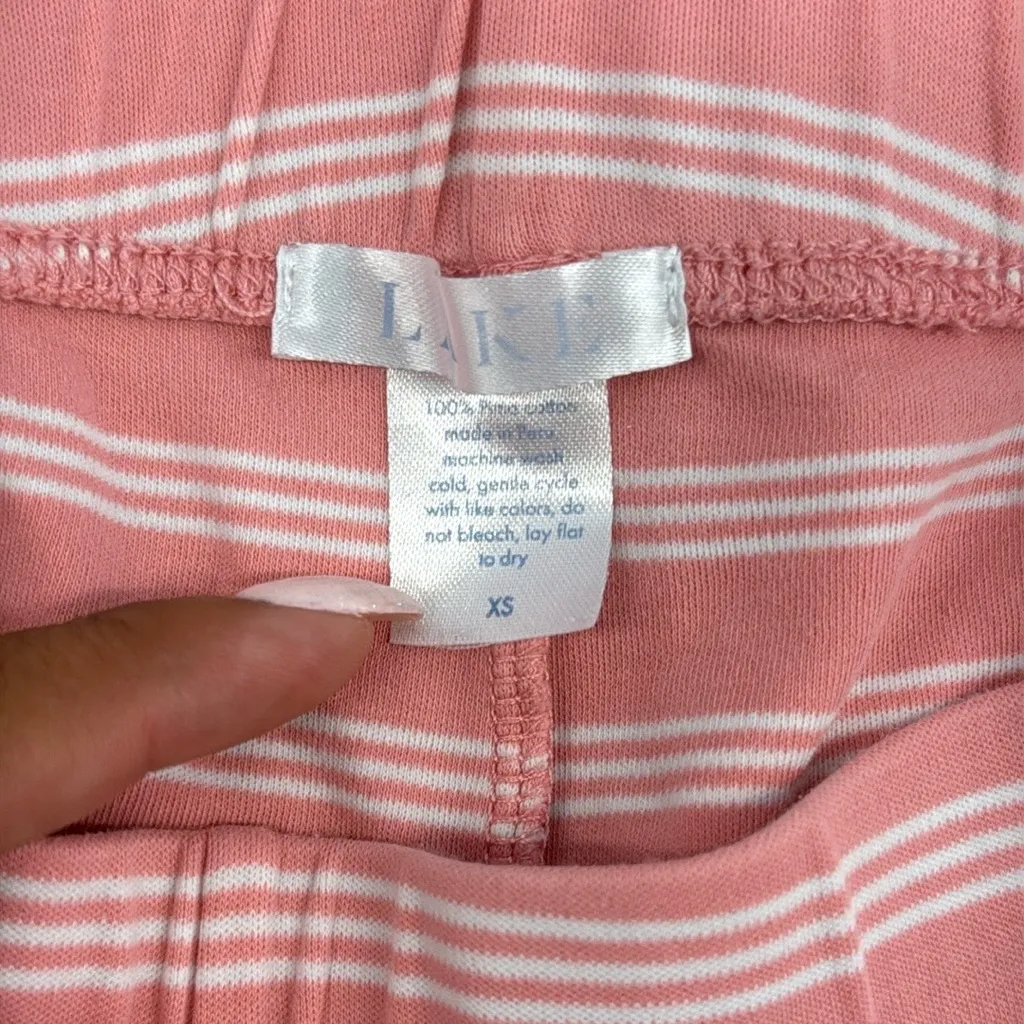 LAKE
100% Pima cotton
made in Peru
machine wash
cold, gentle cycle
with like colors, do
not bleach, lay flat
to dry
XS